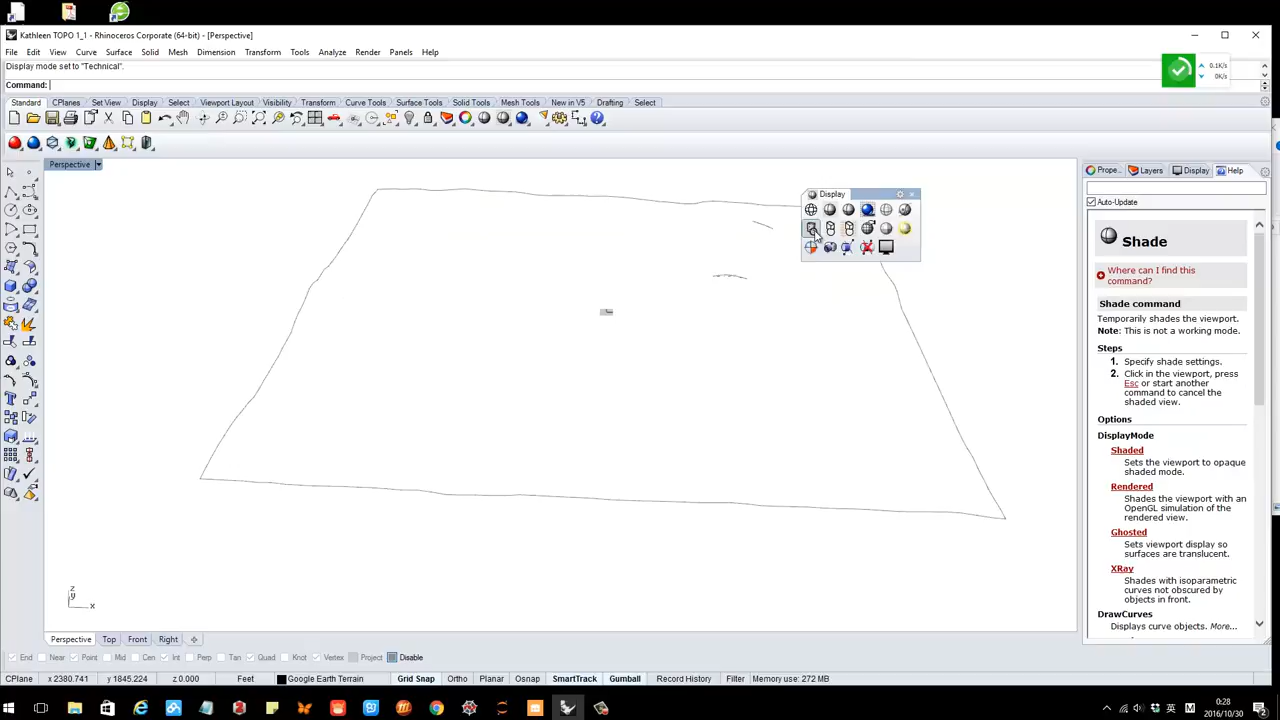 Kathleen TOPO 1_1 - Rhinoceros Corporate (64-bit) - [Perspective]
File Edit View Curve Surface Solid Mesh Dimension Transform Tools Analyze Render Panels Help
Display mode set to "Technical".
0.1K/s
0K/s
Command:
Standard CPlanes Set View Display Select Viewport Layout Visibility Transform Curve Tools Surface Tools Solid Tools Mesh Tools New in V5 Drafting Select
Perspective
Prope... Layers Display Help
Display
Auto-Update
Shade
Where can I find this
command?
Shade command
Temporarily shades the viewport.
Note: This is not a working mode.
Steps
1. Specify shade settings.
2. Click in the viewport, press
Esc or start another
command to cancel the
shaded view.
Options
DisplayMode
Shaded
Sets the viewport to opaque
shaded mode.
Rendered
Shades the viewport with an
OpenGL simulation of the
rendered view.
Ghosted
Sets viewport display so
surfaces are translucent.
XRay
Shades with isoparametric
curves not obscured by
objects in front.
DrawCurves
Displays curve objects. More...
z
y
x
Perspective Top Front Right
End Near Point Mid Cen Int Perp Tan Quad Knot Vertex Project Disable
CPlane x 2380.741 y 1845.224 z 0.000 Feet Google Earth Terrain Grid Snap Ortho Planar Osnap SmartTrack Gumball Record History Filter Memory use: 272 MB
M 0:28
2016/10/30